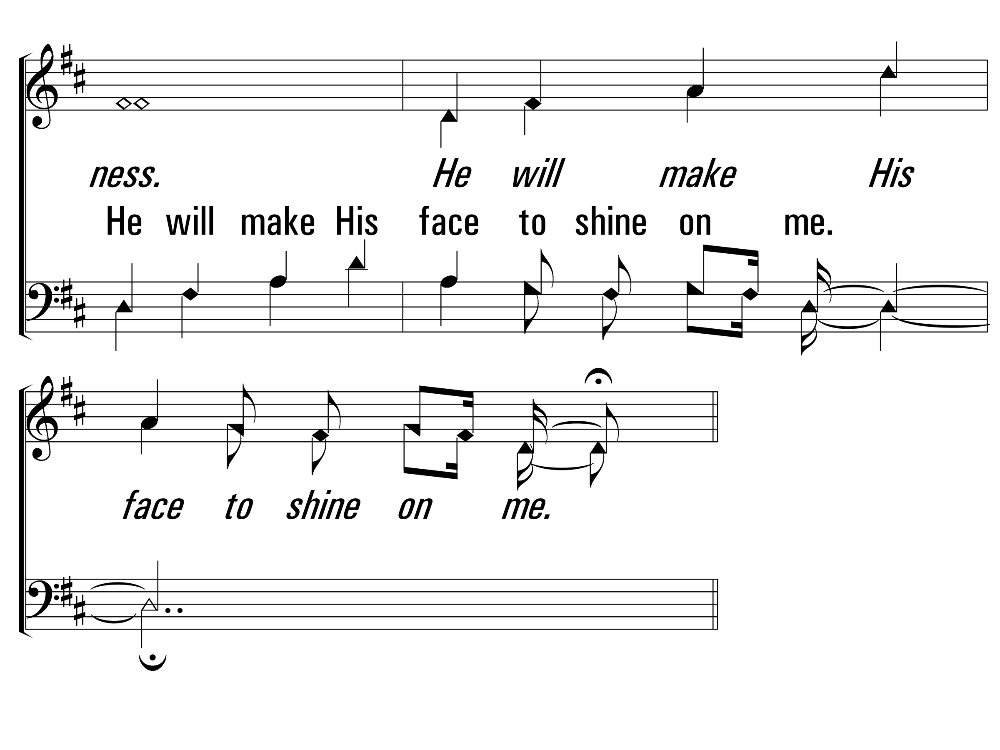 ness. He will make His
He will make His face to shine on me.
face to shine on me.